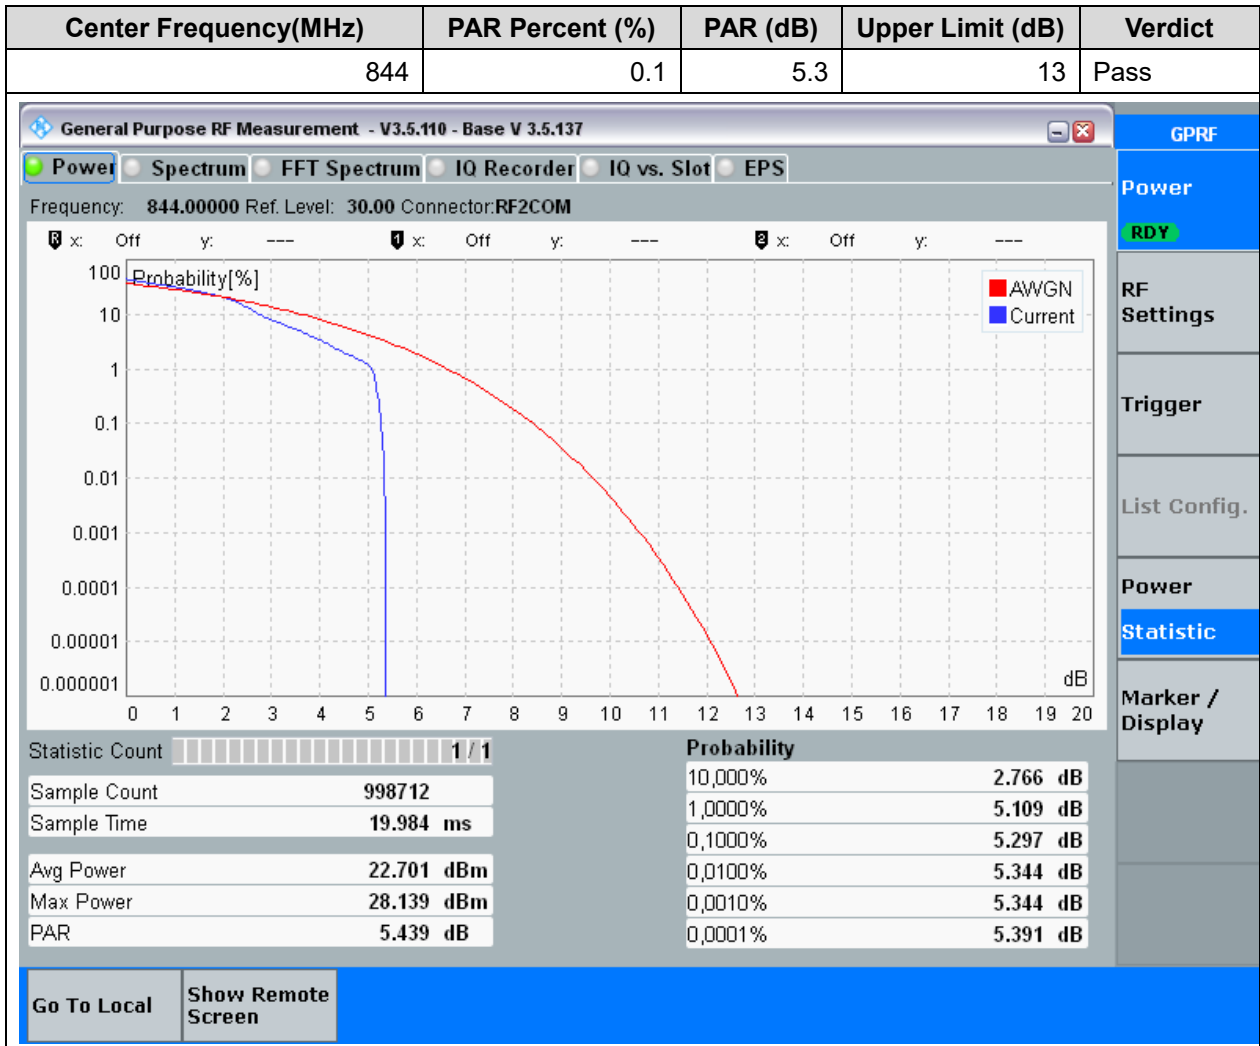 Center Frequency(MHz) PAR Percent (%) PAR (dB) Upper Limit (dB) Verdict
844 0.1 5.3 13 Pass
General Purpose RF Measurement - V3.5.110 - Base V 3.5.137
GPRF
Power Spectrum FFT Spectrum IQ Recorder IQ vs. Slot EPS
Power
RDY
Frequency: 844.00000 Ref. Level: 30.00 Connector:RF2COM
R x: Off y: --- 1 x: Off y: --- 2 x: Off y: ---
Probability[%]
AWGN
Current
100
10
1
0.1
0.01
0.001
0.0001
0.00001
0.000001
dB
0 1 2 3 4 5 6 7 8 9 10 11 12 13 14 15 16 17 18 19 20
RF
Settings
Trigger
List Config.
Power
Statistic
Marker /
Display
Statistic Count 1 / 1
Sample Count 998712
Sample Time 19.984 ms
Avg Power 22.701 dBm
Max Power 28.139 dBm
PAR 5.439 dB
Probability
10,000% 2.766 dB
1,0000% 5.109 dB
0,1000% 5.297 dB
0,0100% 5.344 dB
0,0010% 5.344 dB
0,0001% 5.391 dB
Go To Local
Show Remote
Screen